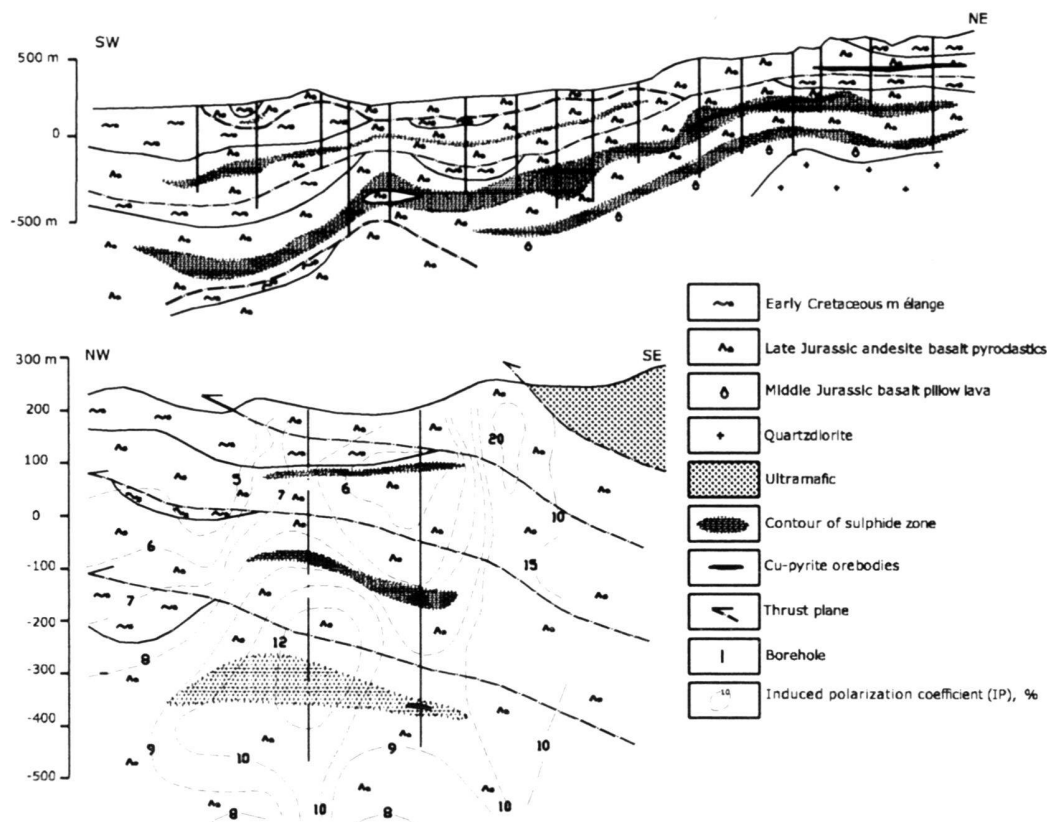 SW
NE
500 m
0
-500 m
NW
SE
300 m
200
100
0
-100
-200
-300
-400
-500
20
5
7
6
10
6
15
7
8
12
9
10
9
10
8
10
8
10
Early Cretaceous m élange
Late Jurassic andesite basalt pyroclastics
Middle Jurassic basalt pillow lava
Quartzdiorite
Ultramafic
Contour of sulphide zone
Cu-pyrite orebodies
Thrust plane
Borehole
10
Induced polarization coefficient (IP), %